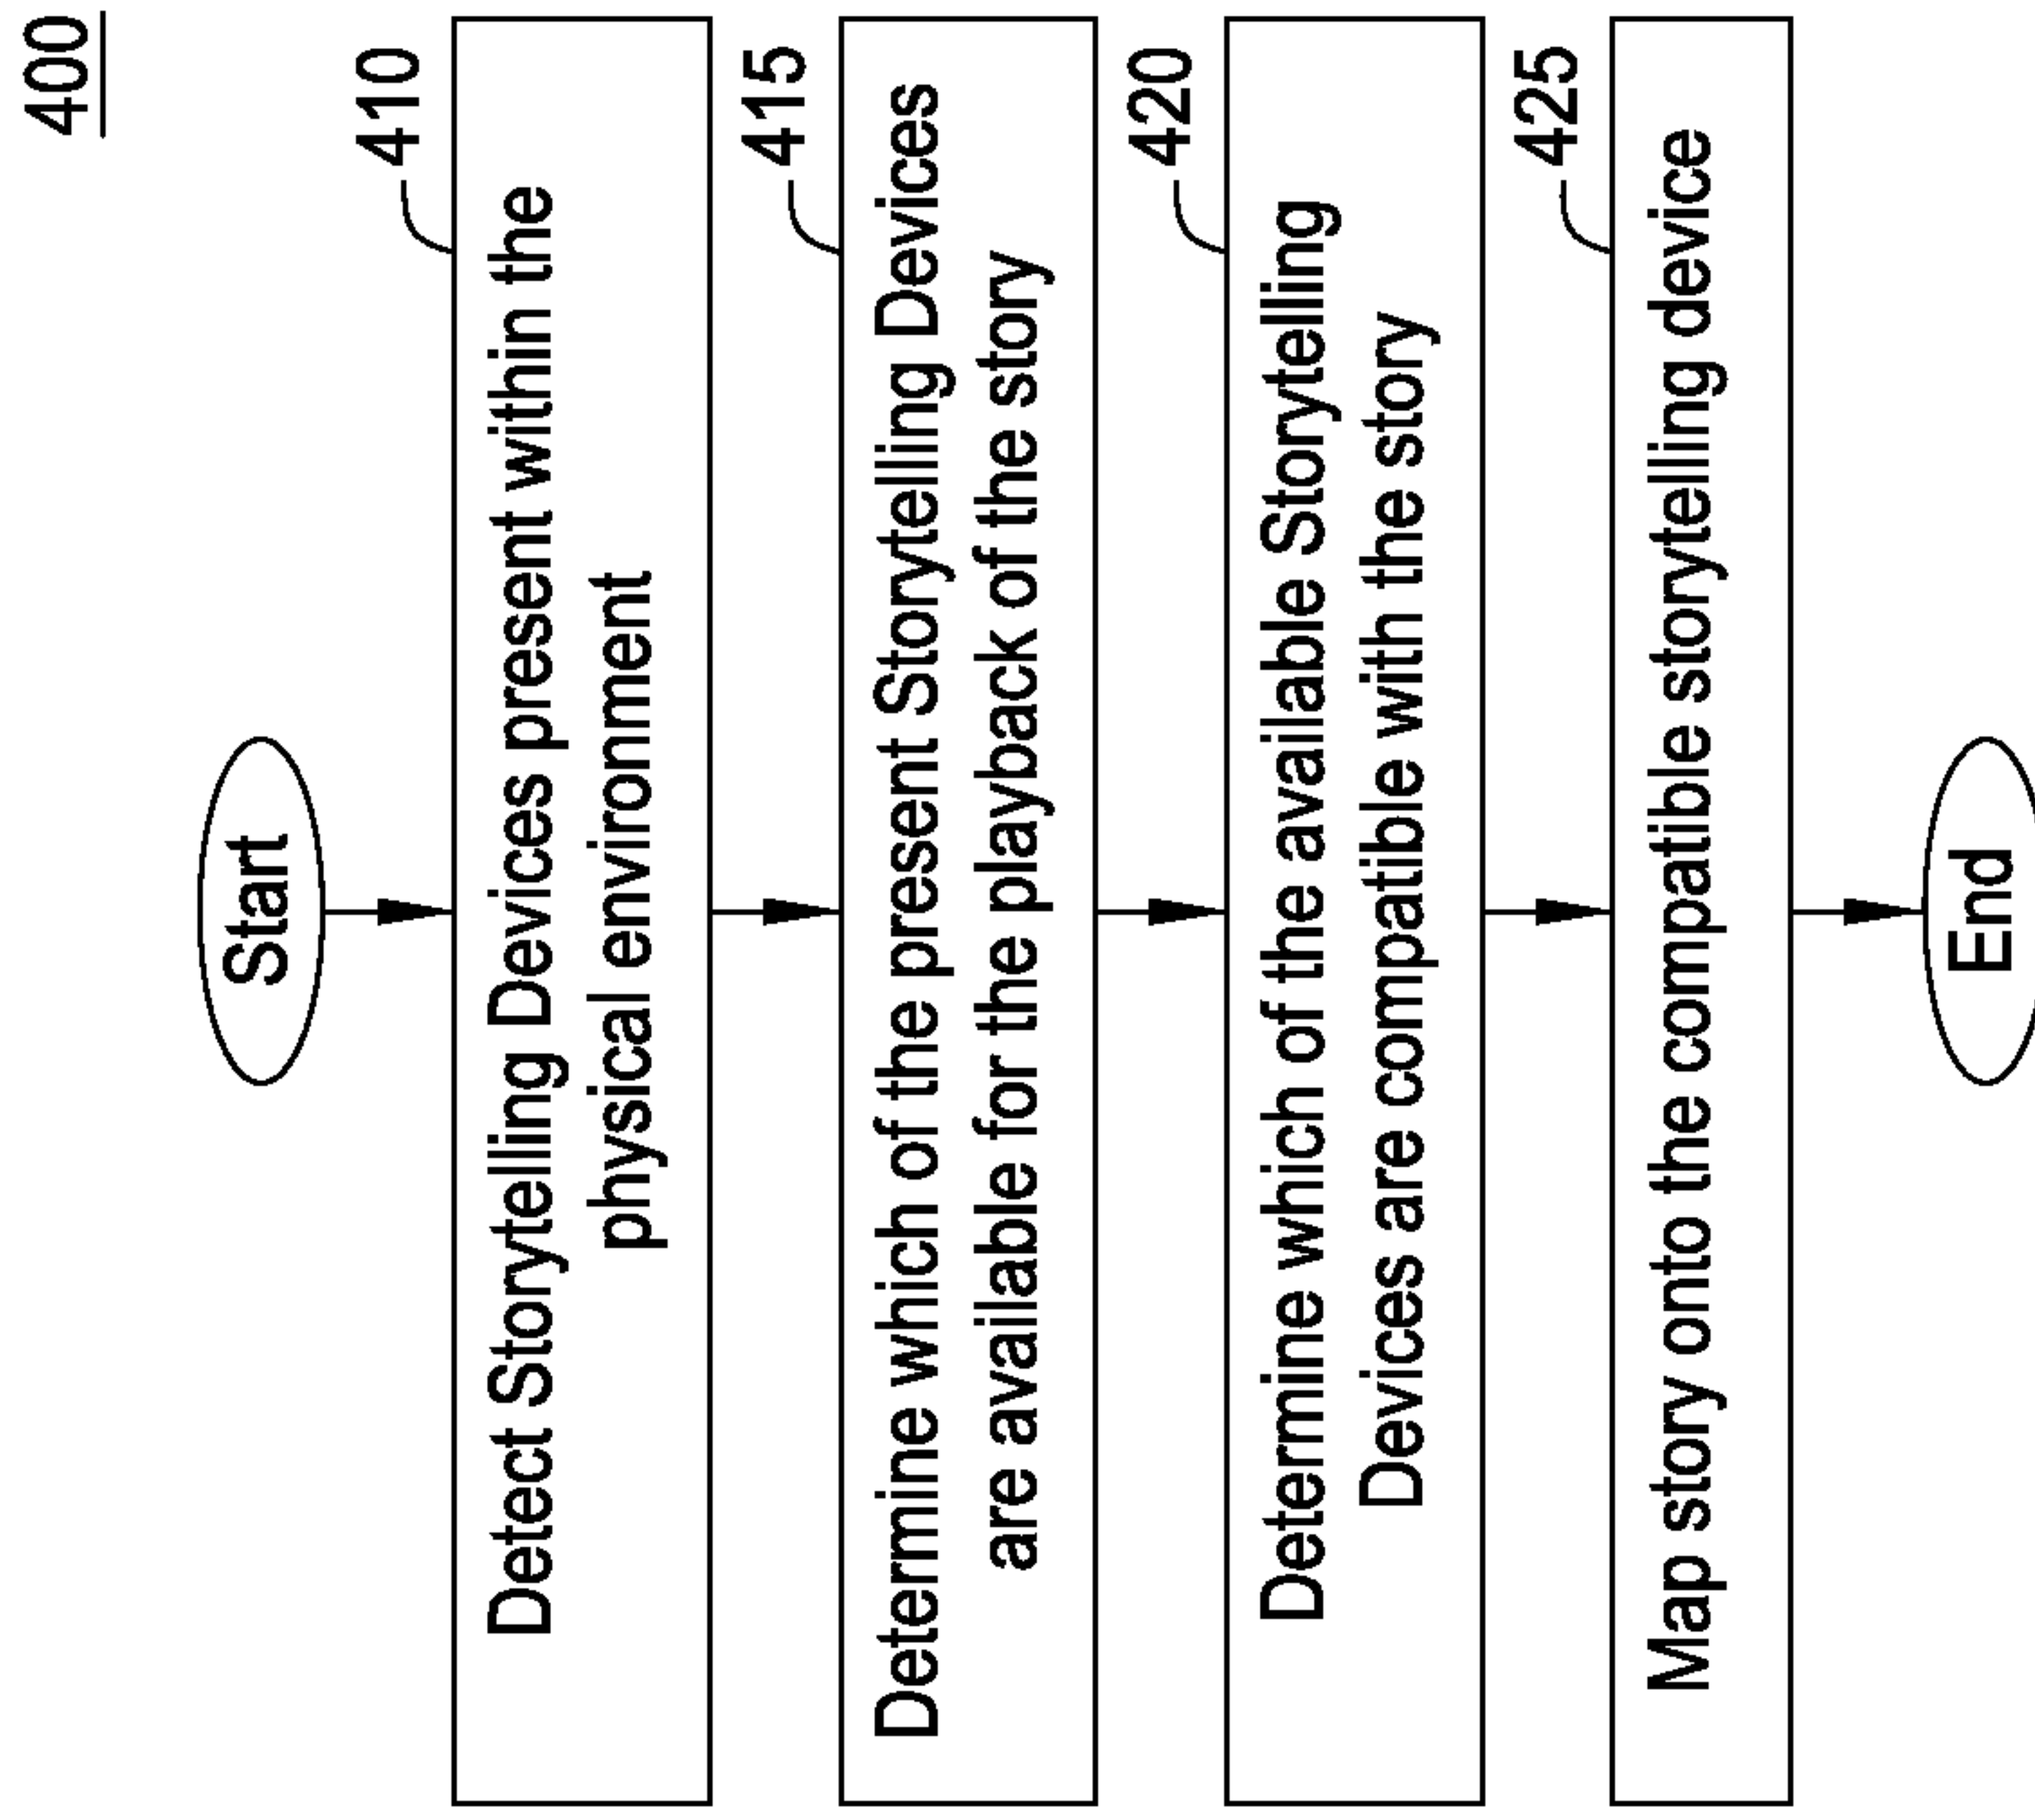 400
Start
410
Detect Storytelling Devices present within the
physical environment
415
Determine which of the present Storytelling Devices
are available for the playback of the story
420
Determine which of the available Storytelling
Devices are compatible with the story
425
Map story onto the compatible storytelling device
End